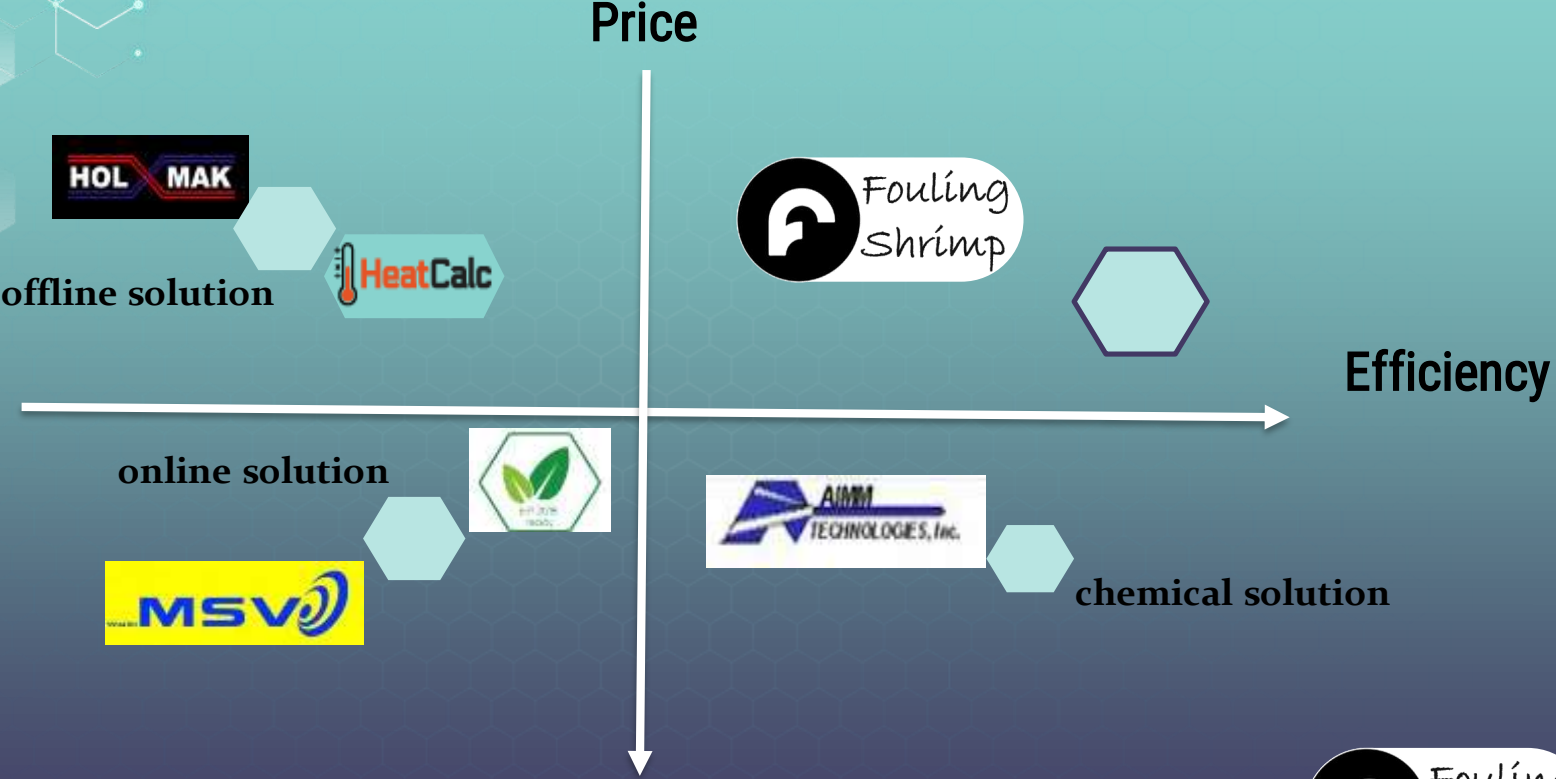 Price
HOL MAK
Fouling
Shrimp
HeatCalc
offline solution
Efficiency
online solution
AIMM
TECHNOLOGIES, Inc.
MSV
chemical solution